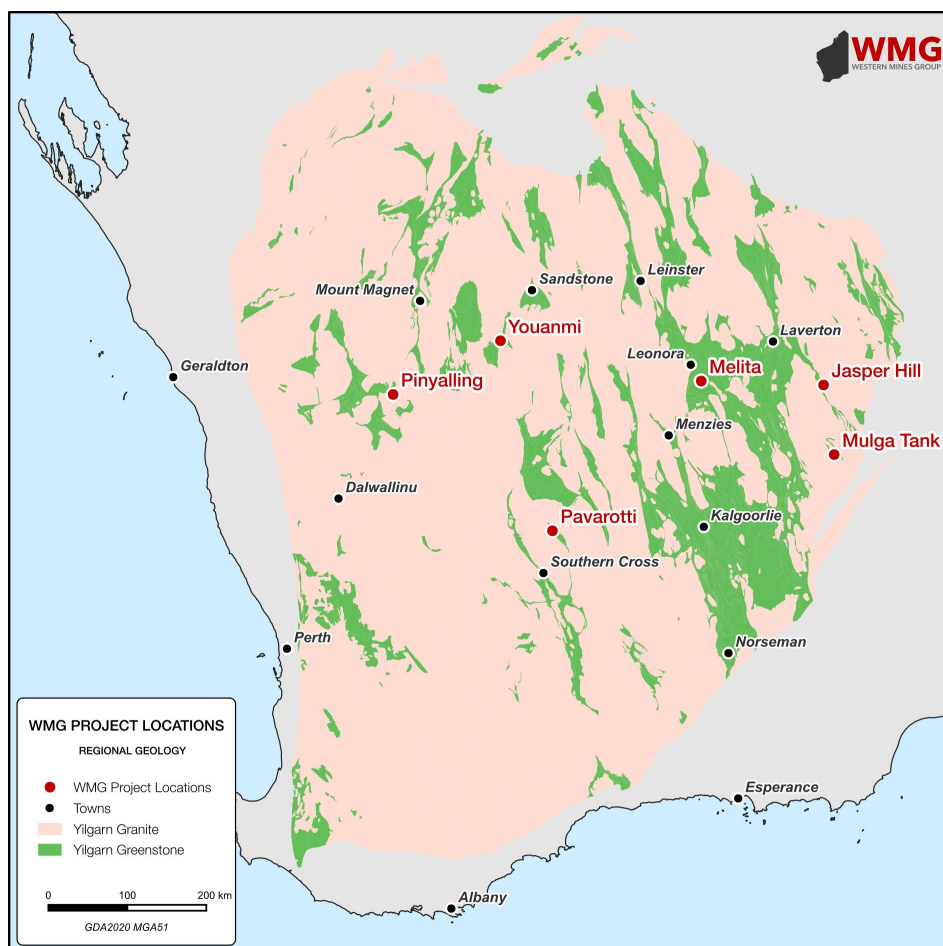 WMG
WESTERN MINES GROUP
Leinster
Sandstone
Mount Magnet
Youanmi
Laverton
Leonora
Geraldton
Melita
Jasper Hill
Pinyalling
Menzies
Mulga Tank
Dalwallinu
Pavarotti
Kalgoorlie
Southern Cross
Perth
Norseman
WMG PROJECT LOCATIONS
REGIONAL GEOLOGY
WMG Project Locations
Towns
Yilgarn Granite
Yilgarn Greenstone
0 100 200 km
GDA2020 MGA51
Esperance
Albany